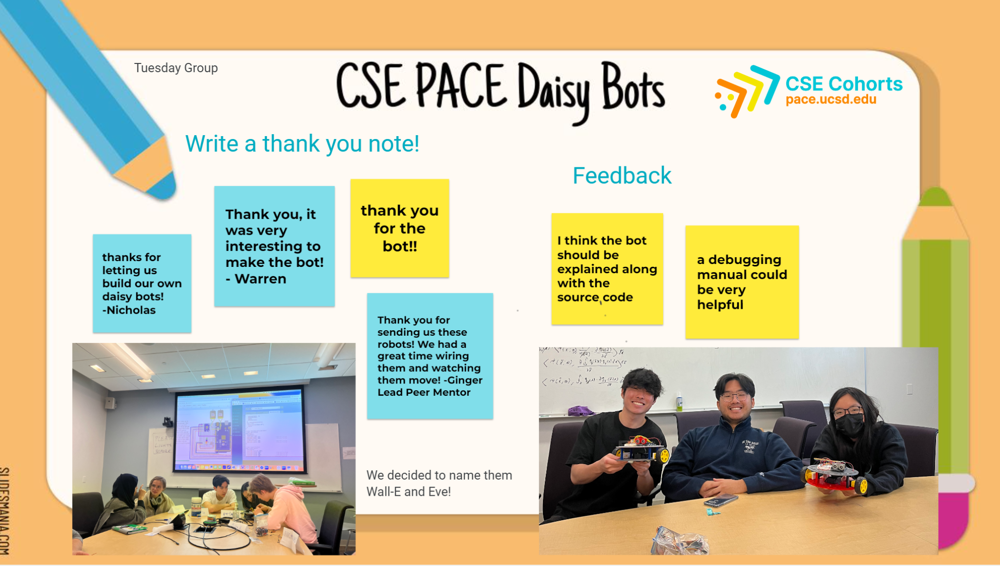 Tuesday Group
CSE PACE Daisy Bots
CSE Cohorts
pace.ucsd.edu
Write a thank you note!
thanks for
letting us
build our own
daisy bots!
-Nicholas
Thank you, it
was very
interesting to
make the bot!
- Warren
thank you
for the
bot!!
Thank you for
sending us these
robots! We had a
great time wiring
them and watching
them move! -Ginger
Lead Peer Mentor
Feedback
I think the bot
should be
explained along
with the
source code
a debugging
manual could
be very
helpful
We decided to name them
Wall-E and Eve!
SAN DIEGO
SLIDESMANIA.COM